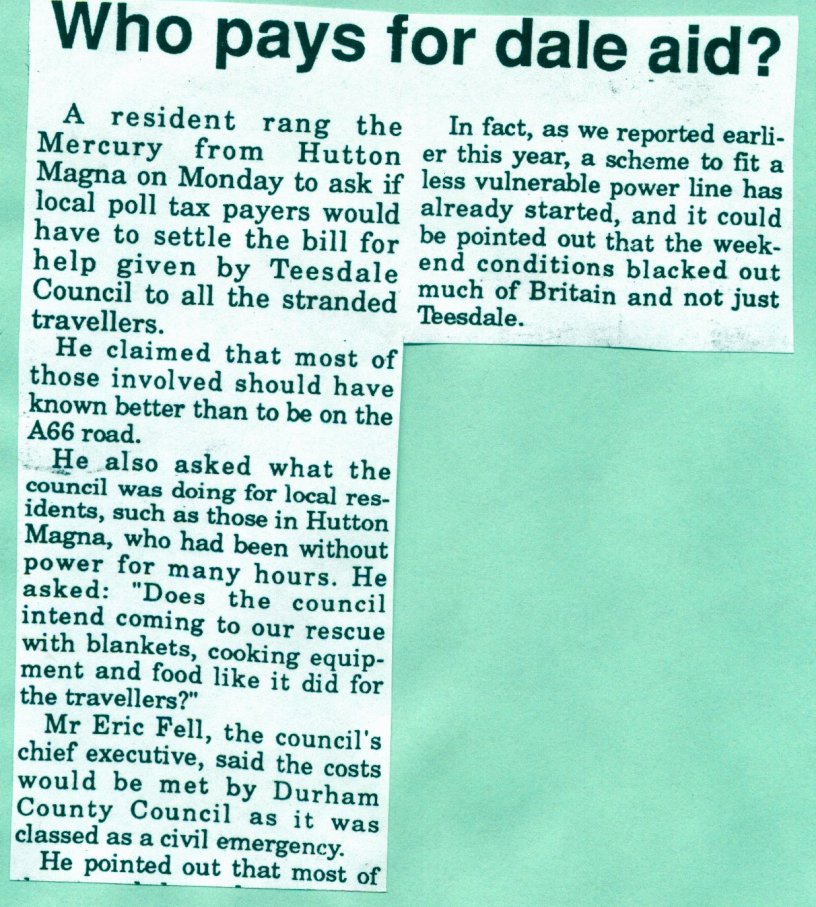 Who pays for dale aid?
A resident rang the
Mercury from Hutton
Magna on Monday to ask if
local poll tax payers would
have to settle the bill for
help given by Teesdale
Council to all the stranded
travellers.
He claimed that most of
those involved should have
known better than to be on the
A66 road.
He also asked what the
council was doing for local res-
idents, such as those in Hutton
Magna, who had been without
power for many hours. He
asked: "Does the council
intend coming to our rescue
with blankets, cooking equip-
ment and food like it did for
the travellers?"
Mr Eric Fell, the council's
chief executive, said the costs
would be met by Durham
County Council as it was
classed as a civil emergency.
He pointed out that most of
In fact, as we reported earli-
er this year, a scheme to fit a
less vulnerable power line has
already started, and it could
be pointed out that the week-
end conditions blacked out
much of Britain and not just
Teesdale.